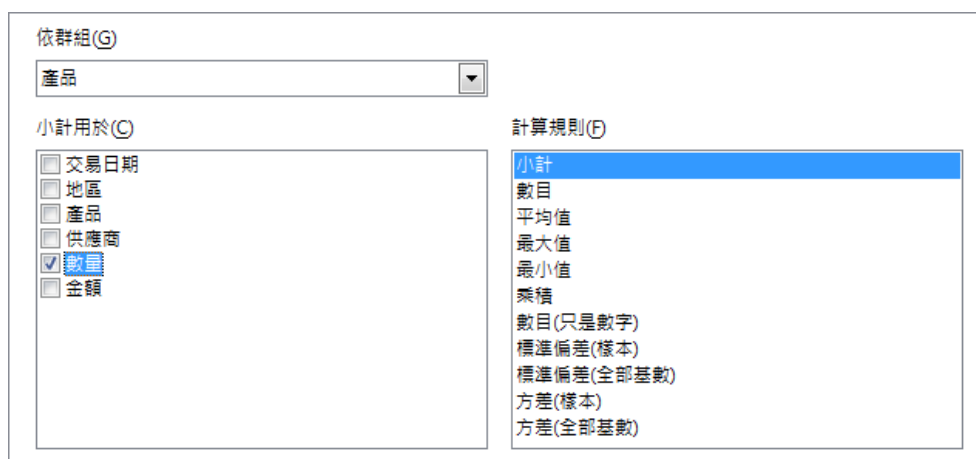 依群組(G)
產品
小計用於(C)
交易日期
地區
產品
供應商
數量
金額
計算規則(F)
小計
數目
平均值
最大值
最小值
乘積
數目(只是數字)
標準偏差(樣本)
標準偏差(全部基數)
方差(樣本)
方差(全部基數)